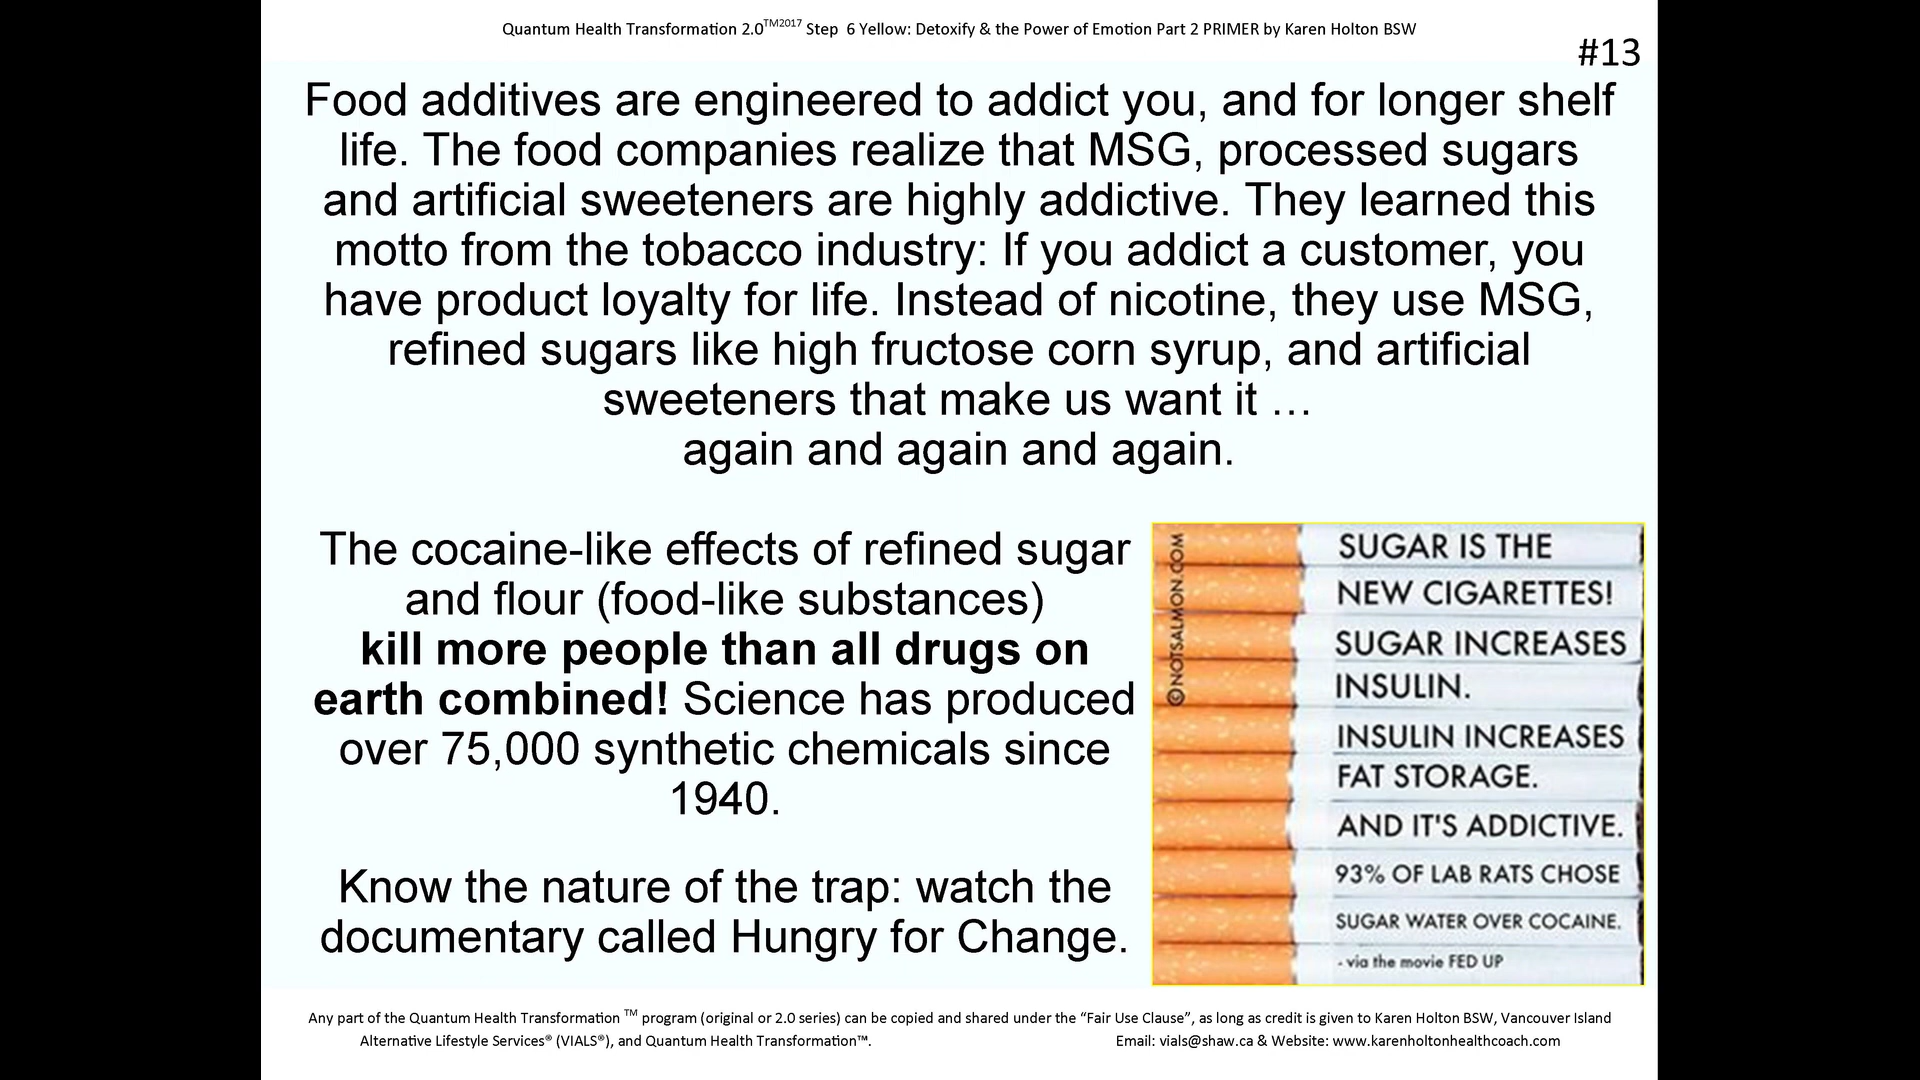 Quantum Health Transformation 2.0TM2017 Step 6 Yellow: Detoxify & the Power of Emotion Part 2 PRIMER by Karen Holton BSW
#13
Food additives are engineered to addict you, and for longer shelf
life. The food companies realize that MSG, processed sugars
and artificial sweeteners are highly addictive. They learned this
motto from the tobacco industry: If you addict a customer, you
have product loyalty for life. Instead of nicotine, they use MSG,
refined sugars like high fructose corn syrup, and artificial
sweeteners that make us want it …
again and again and again.
The cocaine-like effects of refined sugar
and flour (food-like substances)
kill more people than all drugs on
earth combined! Science has produced
over 75,000 synthetic chemicals since
1940.
Know the nature of the trap: watch the
documentary called Hungry for Change.
©NOTSALMON.COM
SUGAR IS THE
NEW CIGARETTES!
SUGAR INCREASES
INSULIN.
INSULIN INCREASES
FAT STORAGE.
AND IT'S ADDICTIVE.
93% OF LAB RATS CHOSE
SUGAR WATER OVER COCAINE.
- via the movie FED UP
Any part of the Quantum Health Transformation TM program (original or 2.0 series) can be copied and shared under the “Fair Use Clause”, as long as credit is given to Karen Holton BSW, Vancouver Island
Alternative Lifestyle Services® (VIALS®), and Quantum Health Transformation™. Email: vials@shaw.ca & Website: www.karenholtonhealthcoach.com